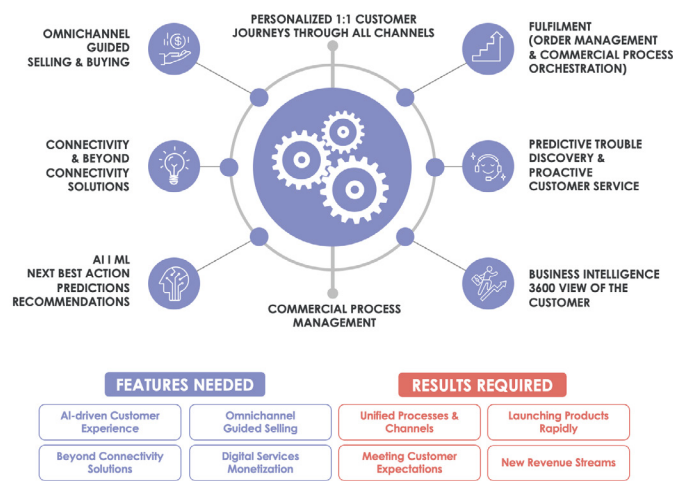 PERSONALIZED 1:1 CUSTOMER
JOURNEYS THROUGH ALL CHANNELS
OMNICHANNEL
GUIDED
SELLING & BUYING
FULFILMENT
(ORDER MANAGEMENT
& COMMERCIAL PROCESS
ORCHESTRATION)
CONNECTIVITY
& BEYOND
CONNECTIVITY
SOLUTIONS
PREDICTIVE TROUBLE
DISCOVERY &
PROACTIVE
CUSTOMER SERVICE
AI I ML
NEXT BEST ACTION
PREDICTIONS
RECOMMENDATIONS
BUSINESS INTELLIGENCE
3600 VIEW OF THE
CUSTOMER
COMMERCIAL PROCESS
MANAGEMENT
FEATURES NEEDED
AI-driven Customer
Experience
Omnichannel
Guided Selling
Beyond Connectivity
Solutions
Digital Services
Monetization
RESULTS REQUIRED
Unified Processes &
Channels
Launching Products
Rapidly
Meeting Customer
Expectations
New Revenue Streams